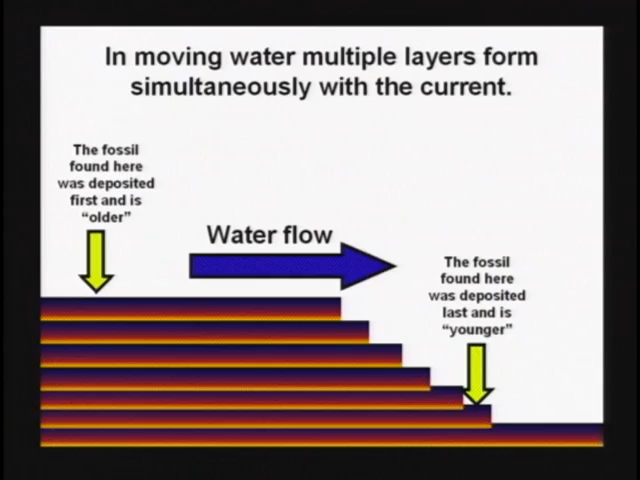 In moving water multiple layers form
simultaneously with the current.
The fossil
found here
was deposited
first and is
“older”
Water flow
The fossil
found here
was deposited
last and is
“younger”